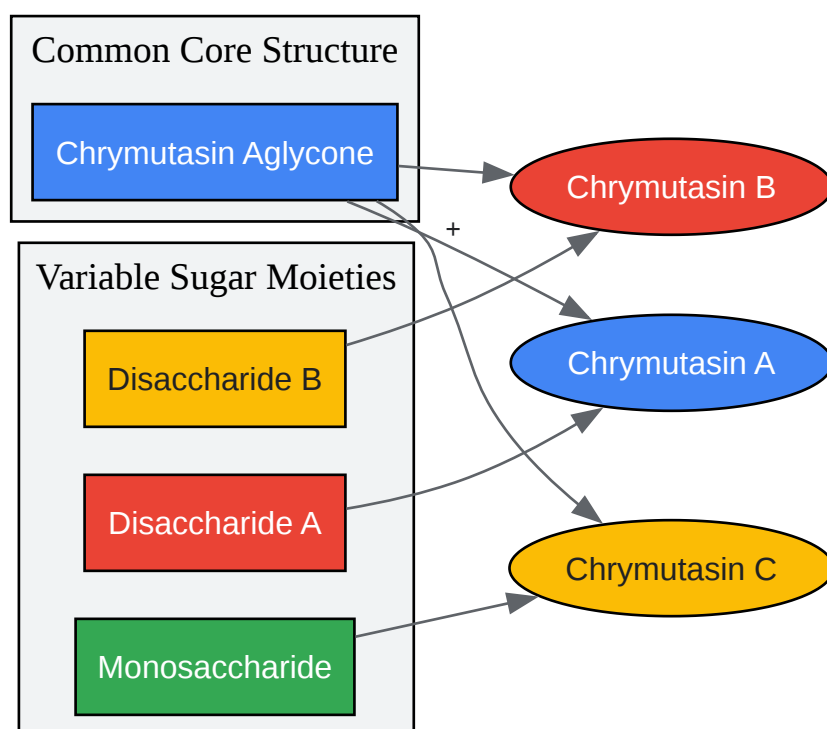 Common Core Structure
Chrymutasin Aglycone
+
Variable Sugar Moieties
Disaccharide B
Disaccharide A
Monosaccharide
Chrymutasin B
Chrymutasin A
Chrymutasin C